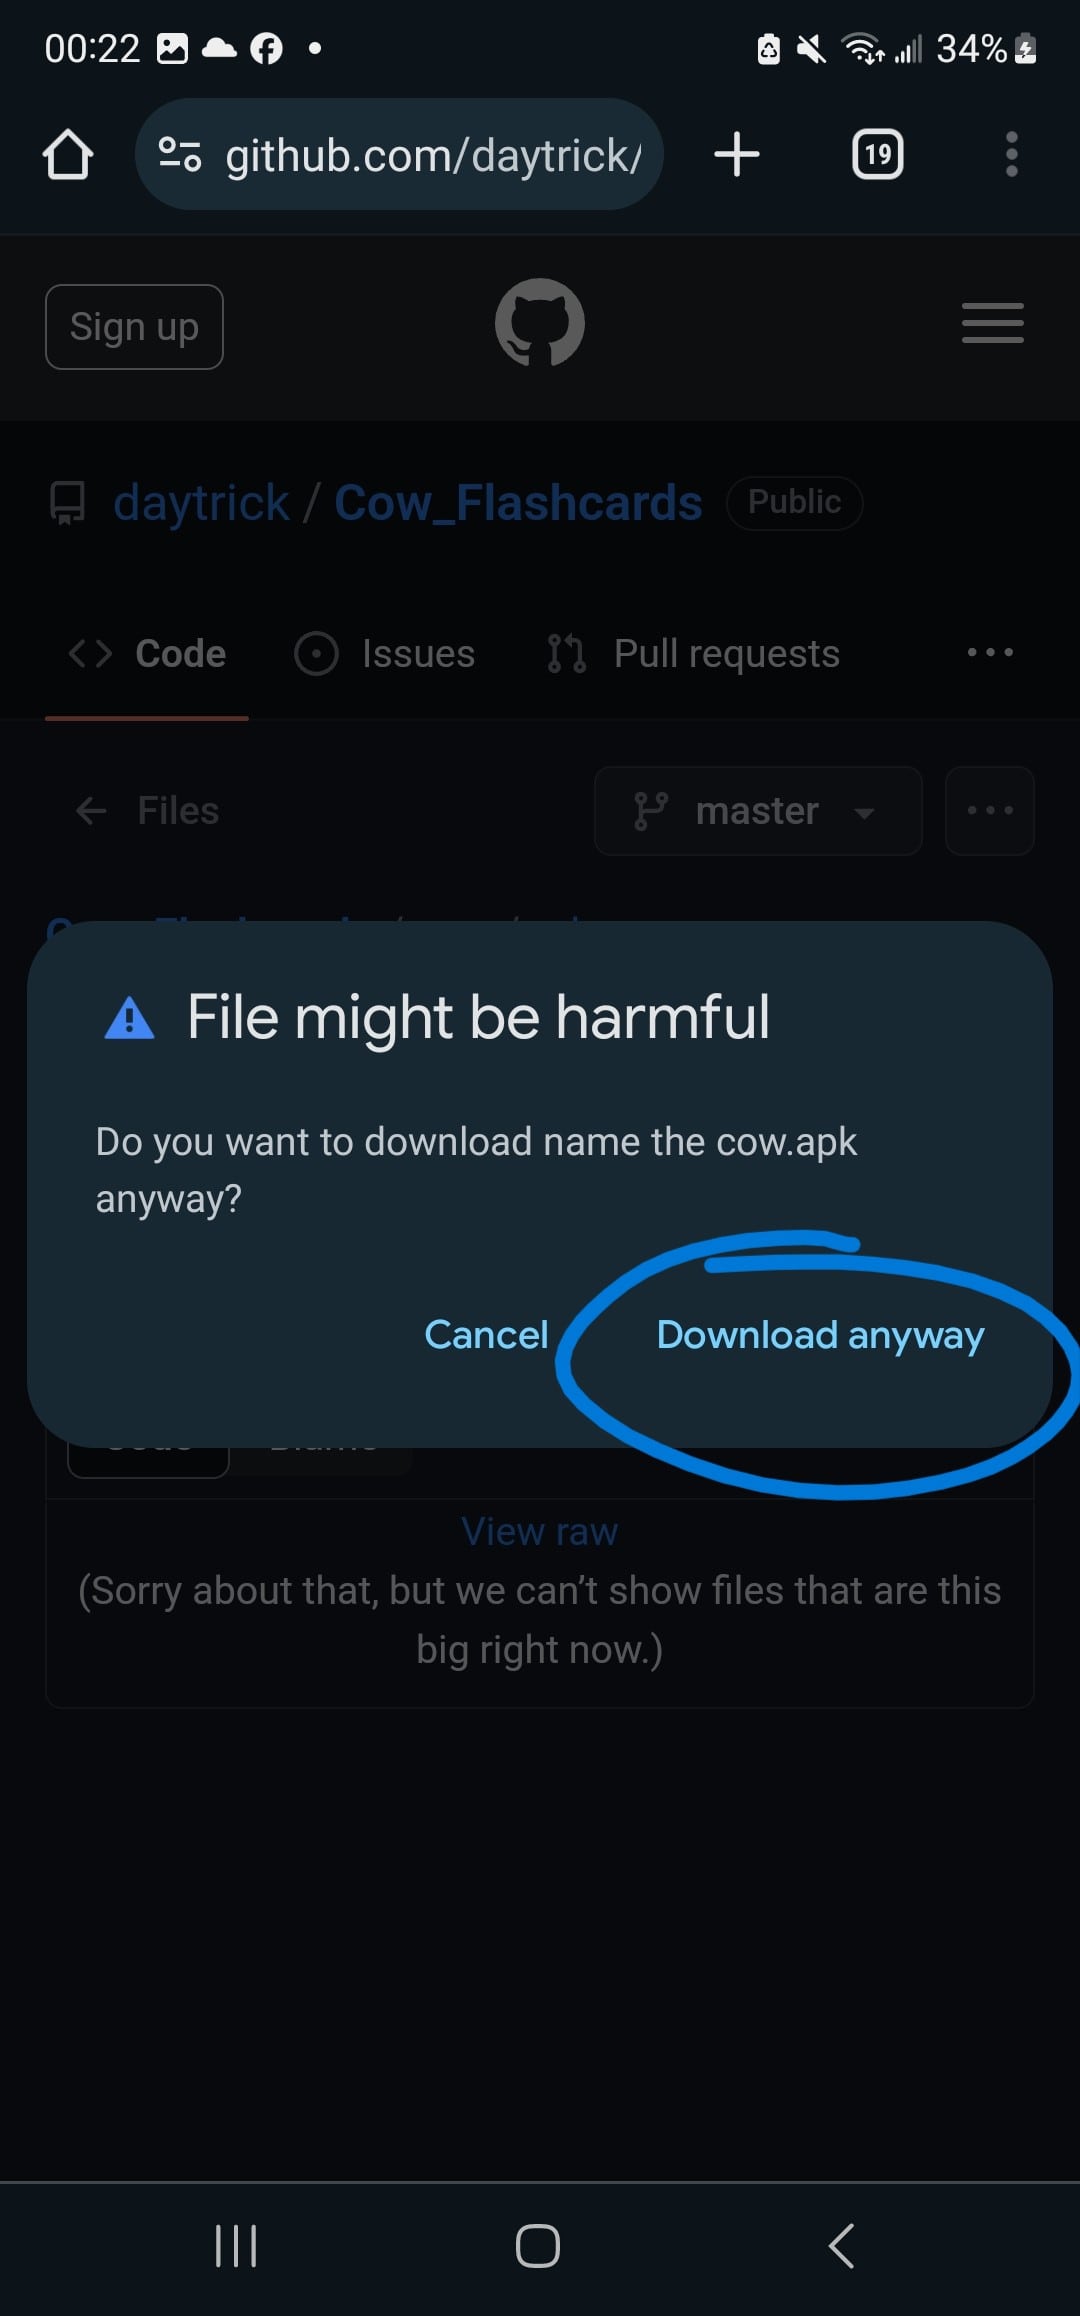 00:22
34%
github.com/daytrick/
19
Sign up
daytrick / Cow_Flashcards Public
Code Issues Pull requests
Files master
File might be harmful
Do you want to download name the cow.apk
anyway?
Cancel Download anyway
View raw
(Sorry about that, but we can’t show files that are this
big right now.)